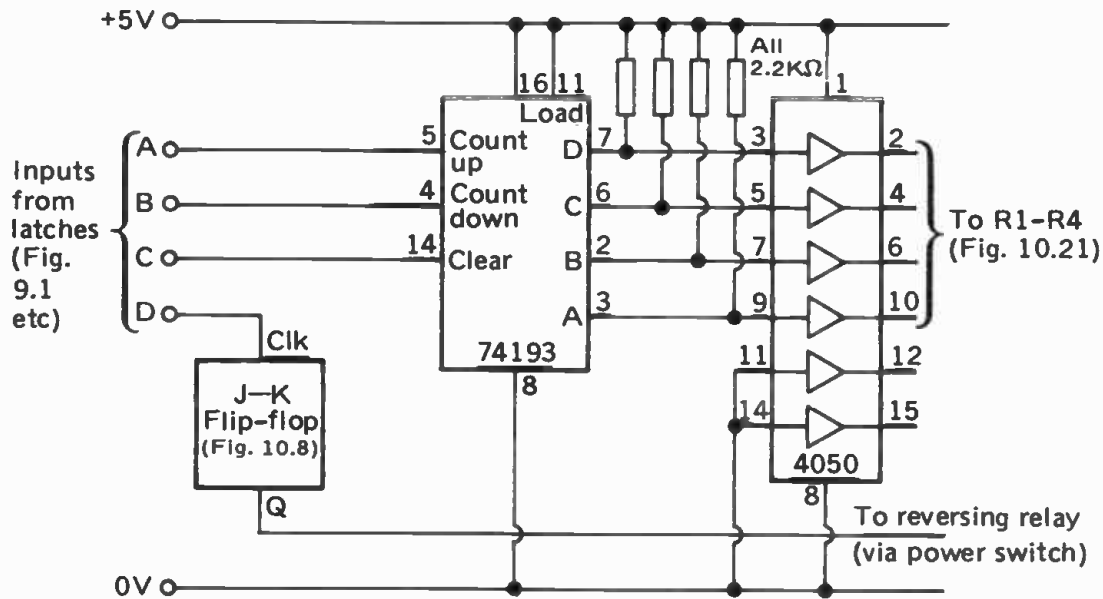 +5V
All
2.2KΩ
16 11
1
Load
5
Count
up
D
7
3
2
A
Inputs
from
latches
(Fig.
9.1
etc)
B
4
Count
down
C
6
5
4
To R1–R4
(Fig. 10.21)
C
14
Clear
B
2
7
6
D
A
3
9
10
Clk
74193
8
11
12
J–K
Flip-flop
(Fig. 10.8)
14
15
4050
8
Q
To reversing relay
(via power switch)
0V